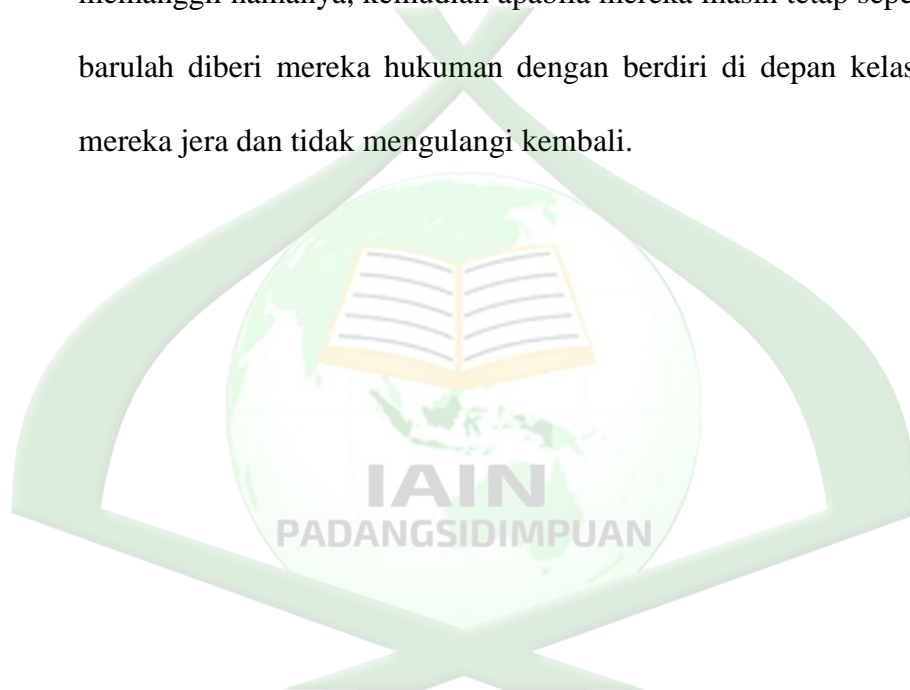 memanggil namanya, kemudian apabila mereka masih tetap
barulah diberi mereka hukuman dengan berdiri di depan kelas
mereka jera dan tidak mengulangi kembali.
IAIN
PADANGSIDIMPUAN